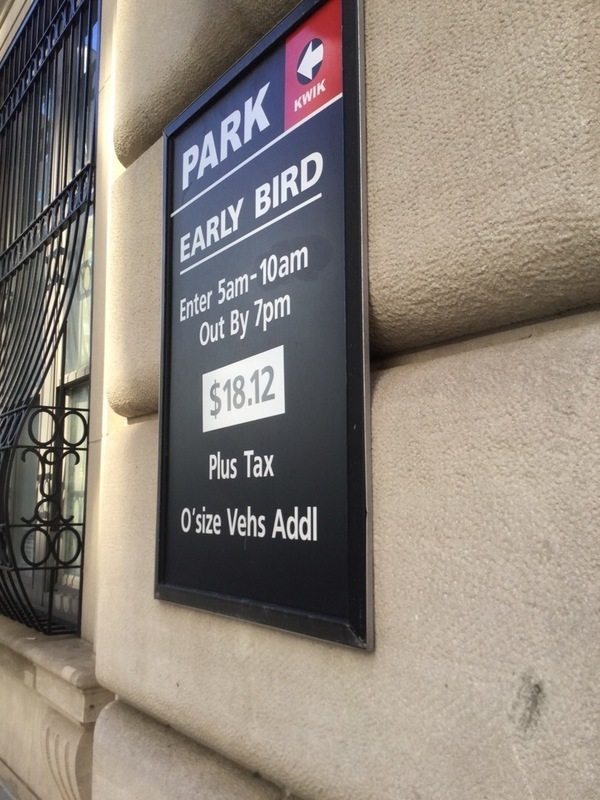 KWIK
PARK
EARLY BIRD
Enter 5am-10am
Out By 7pm
$18.12
Plus Tax
O'size Vehs Addl